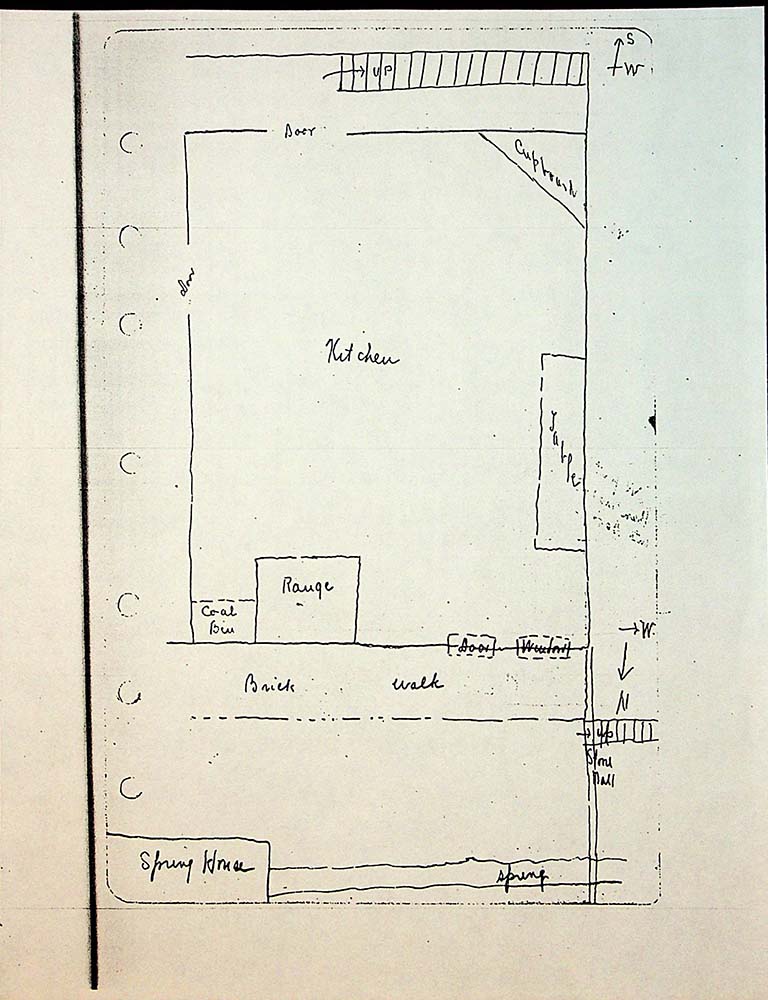 S
W
→ UP
Door
Cupboard
Door
Kitchen
Table
Range
Coal
Bin
Door
Window
→ W.
N
Brick walk
→ UP
Stone
Wall
Spring House
spring